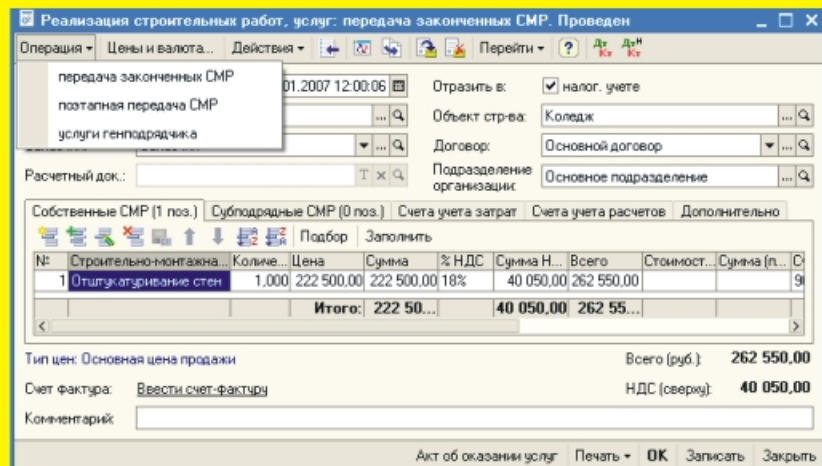 Реализация строительных работ, услуг: передача законченных СМР. Проведен
Операция Цены и валюта... Действия Перейти
передача законченных СМР
поэтапная передача СМР
услуги генподрядчика
01.2007 12:00:06 Отразить в: налог. учете
Объект стр-ва: Коледж
Договор: Основной договор
Расчетный док.: Подразделение организации: Основное подразделение
Собственные СМР (1 поз.) Субподрядные СМР (0 поз.) Счета учета затрат Счета учета расчетов Дополнительно
Подбор Заполнить
№ Строительно-монтажна... Количе... Цена Сумма % НДС Сумма Н... Всего Стоимост... Сумма (п...
1 Отштукатуривание стен 1,000 222 500,00 222 500,00 18% 40 050,00 262 550,00
Итого: 222 50... 40 050,00 262 55...
Тип цен: Основная цена продажи Всего (руб.): 262 550,00
Счет фактура: Ввести счет-фактуру НДС (сверху): 40 050,00
Комментарий:
Акт об оказании услуг Печать OK Записать Закрыть